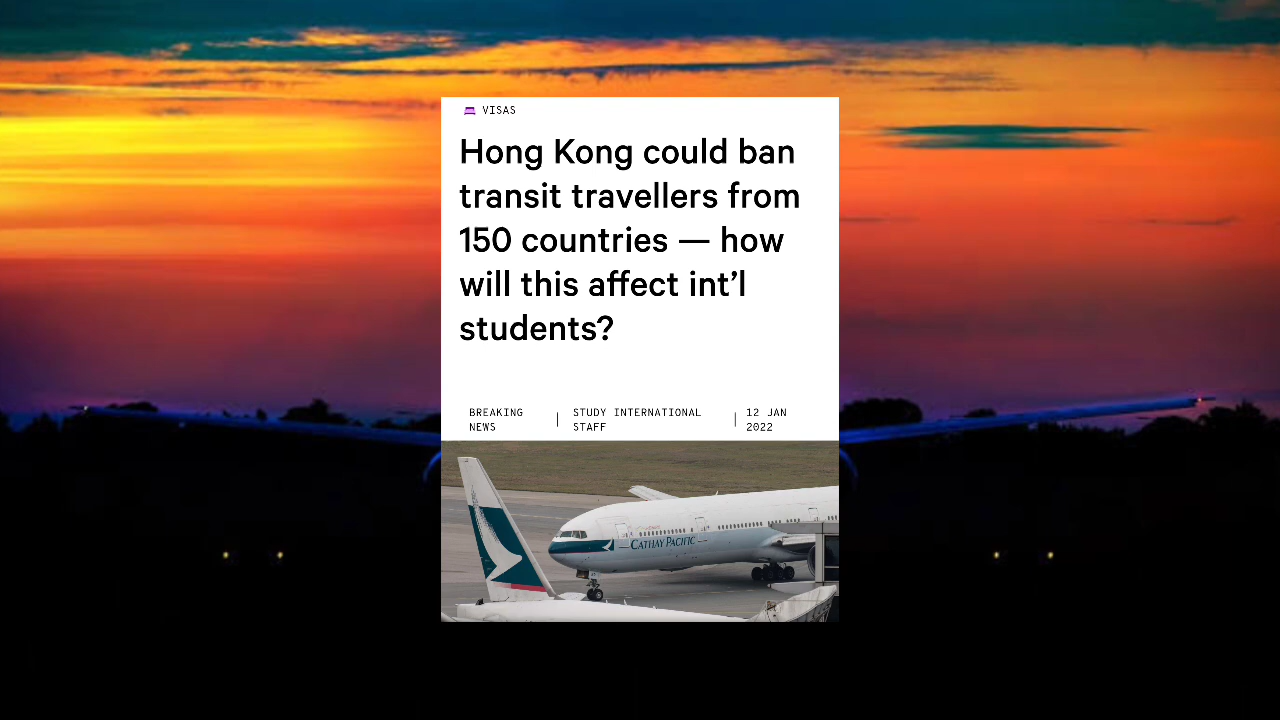 VISAS
Hong Kong could ban
transit travellers from
150 countries — how
will this affect int’l
students?
BREAKING NEWS | STUDY INTERNATIONAL STAFF | 12 JAN 2022
CATHAY PACIFIC